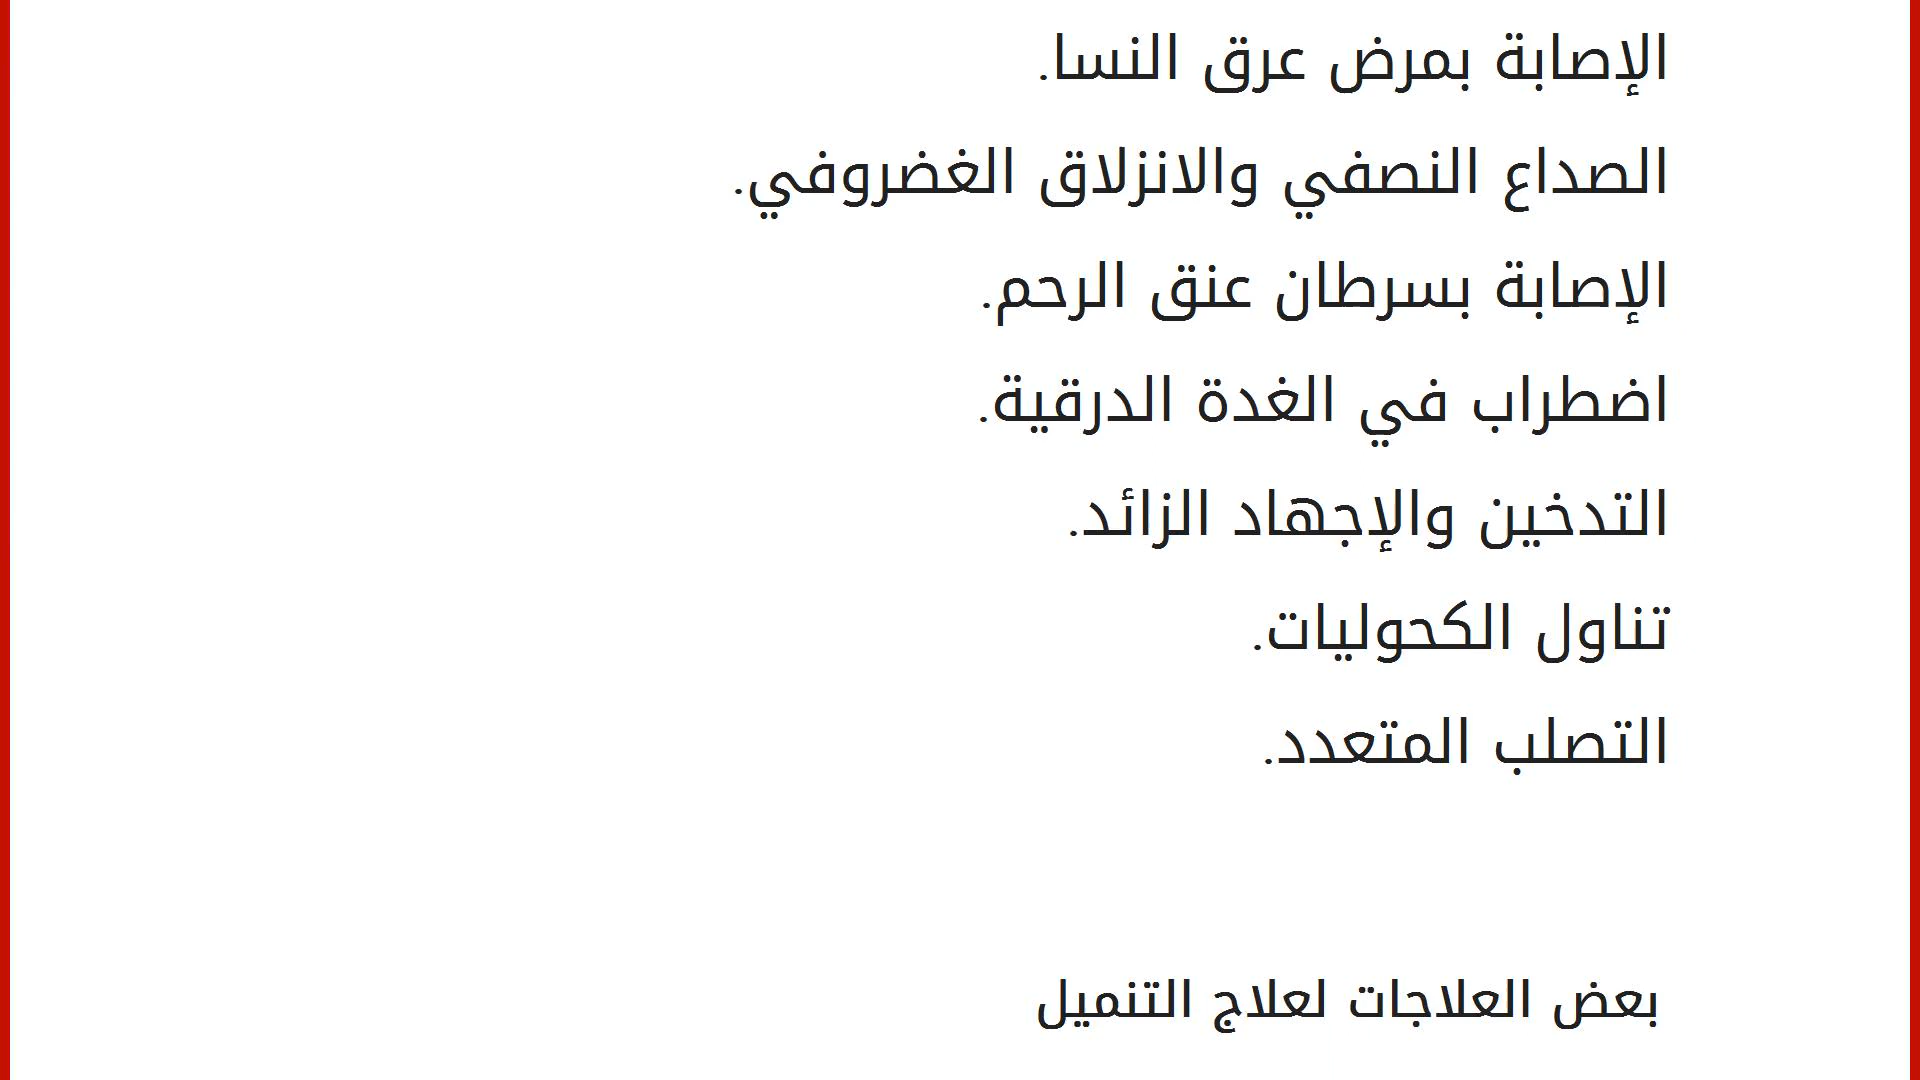 الإصابة بمرض عرق النسا.
الصداع النصفي والانزلاق الغضروفي.
الإصابة بسرطان عنق الرحم.
اضطراب في الغدة الدرقية.
التدخين والإجهاد الزائد.
تناول الكحوليات.
التصلب المتعدد.
بعض العلاجات لعلاج التنميل